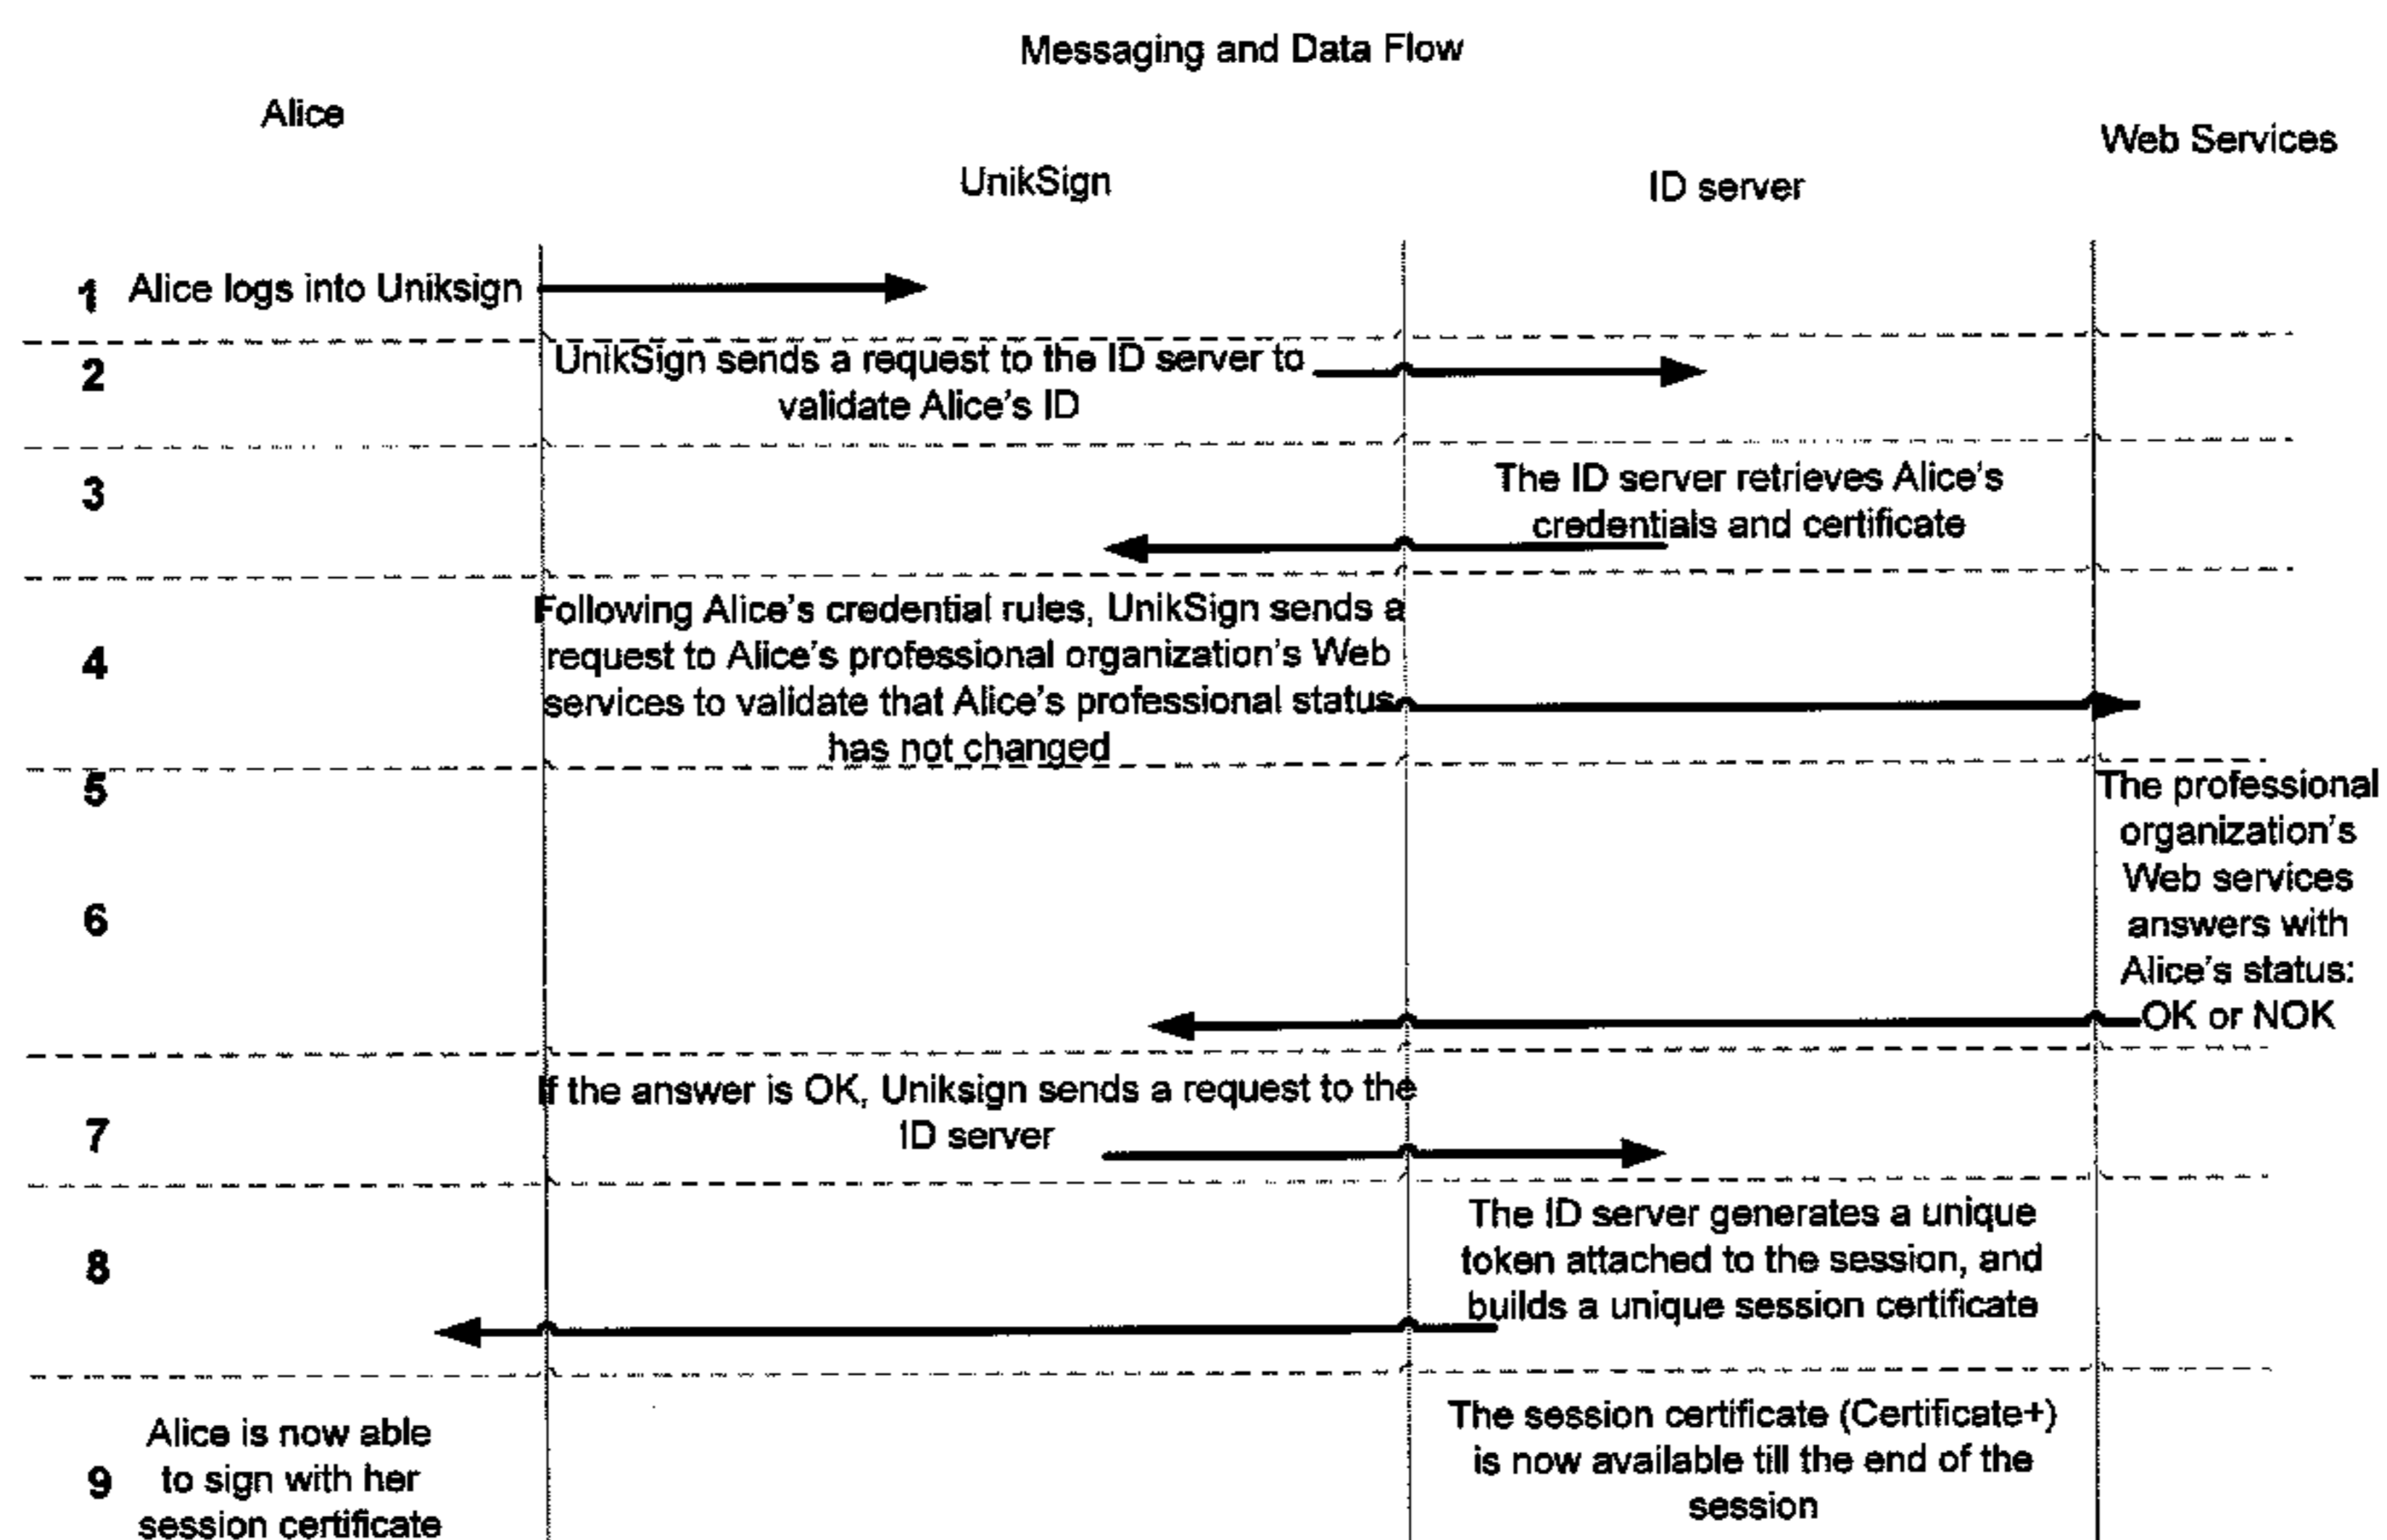 Messaging and Data Flow
Alice
Web Services
UnikSign
ID server
1
Alice logs into Uniksign
2
UnikSign sends a request to the ID server to
validate Alice's ID
3
The ID server retrieves Alice's
credentials and certificate
4
Following Alice's credential rules, UnikSign sends a
request to Alice's professional organization's Web
services to validate that Alice's professional status
has not changed
5
The professional
organization's
Web services
answers with
Alice's status:
OK or NOK
6
7
If the answer is OK, Uniksign sends a request to the
ID server
8
The ID server generates a unique
token attached to the session, and
builds a unique session certificate
9
Alice is now able
to sign with her
session certificate
The session certificate (Certificate+)
is now available till the end of the
session